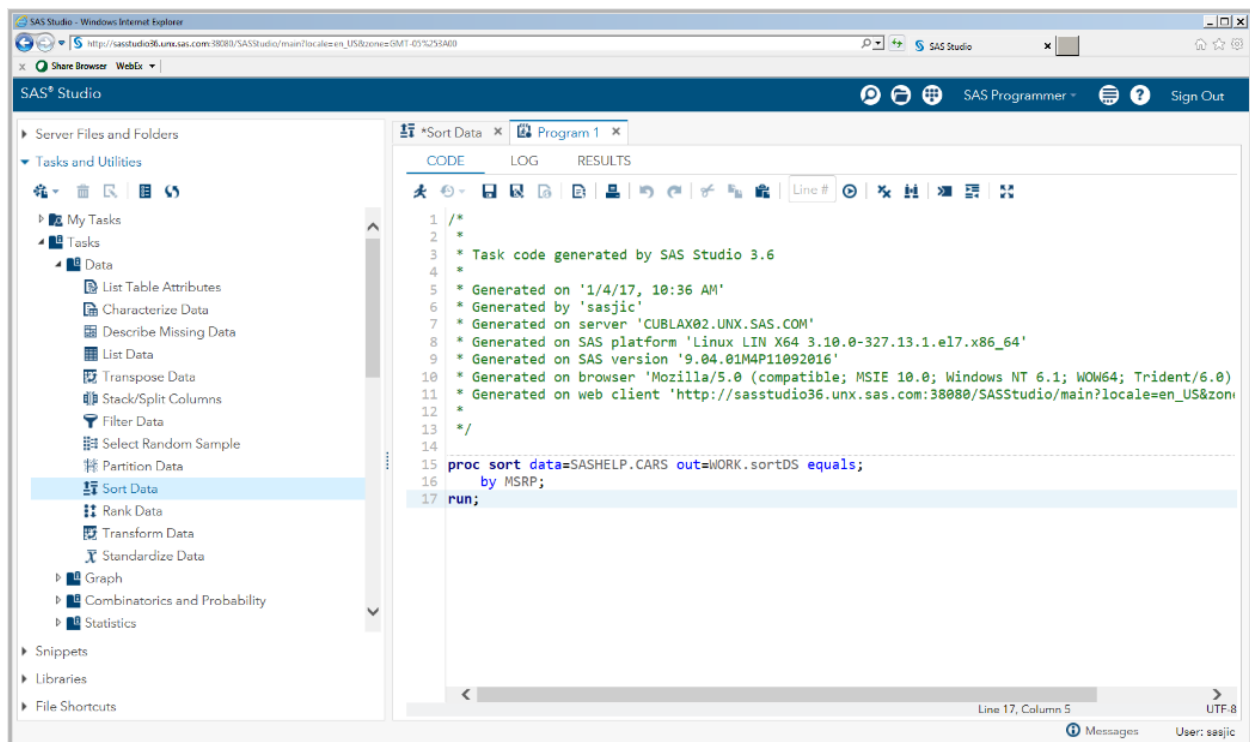 SAS Studio - Windows Internet Explorer
http://sasstudio36.unx.sas.com:38080/SASStudio/main?locale=en_US&zone=GMT-05%253A00
SAS Studio
x Share Browser WebEx
SAS® Studio
SAS Programmer
Sign Out
Server Files and Folders
Tasks and Utilities
My Tasks
Tasks
Data
List Table Attributes
Characterize Data
Describe Missing Data
List Data
Transpose Data
Stack/Split Columns
Filter Data
Select Random Sample
Partition Data
Sort Data
Rank Data
Transform Data
Standardize Data
Graph
Combinatorics and Probability
Statistics
Snippets
Libraries
File Shortcuts
*Sort Data x Program 1 x
CODE LOG RESULTS
Line #
1 /*
2 *
3 * Task code generated by SAS Studio 3.6
4 *
5 * Generated on '1/4/17, 10:36 AM'
6 * Generated by 'sasjic'
7 * Generated on server 'CUBLAX02.UNX.SAS.COM'
8 * Generated on SAS platform 'Linux LIN X64 3.10.0-327.13.1.el7.x86_64'
9 * Generated on SAS version '9.04.01M4P11092016'
10 * Generated on browser 'Mozilla/5.0 (compatible; MSIE 10.0; Windows NT 6.1; WOW64; Trident/6.0)
11 * Generated on web client 'http://sasstudio36.unx.sas.com:38080/SASStudio/main?locale=en_US&zon
12 *
13 */
14
15 proc sort data=SASHELP.CARS out=WORK.sortDS equals;
16 by MSRP;
17 run;
Line 17, Column 5
UTF-8
Messages
User: sasjic